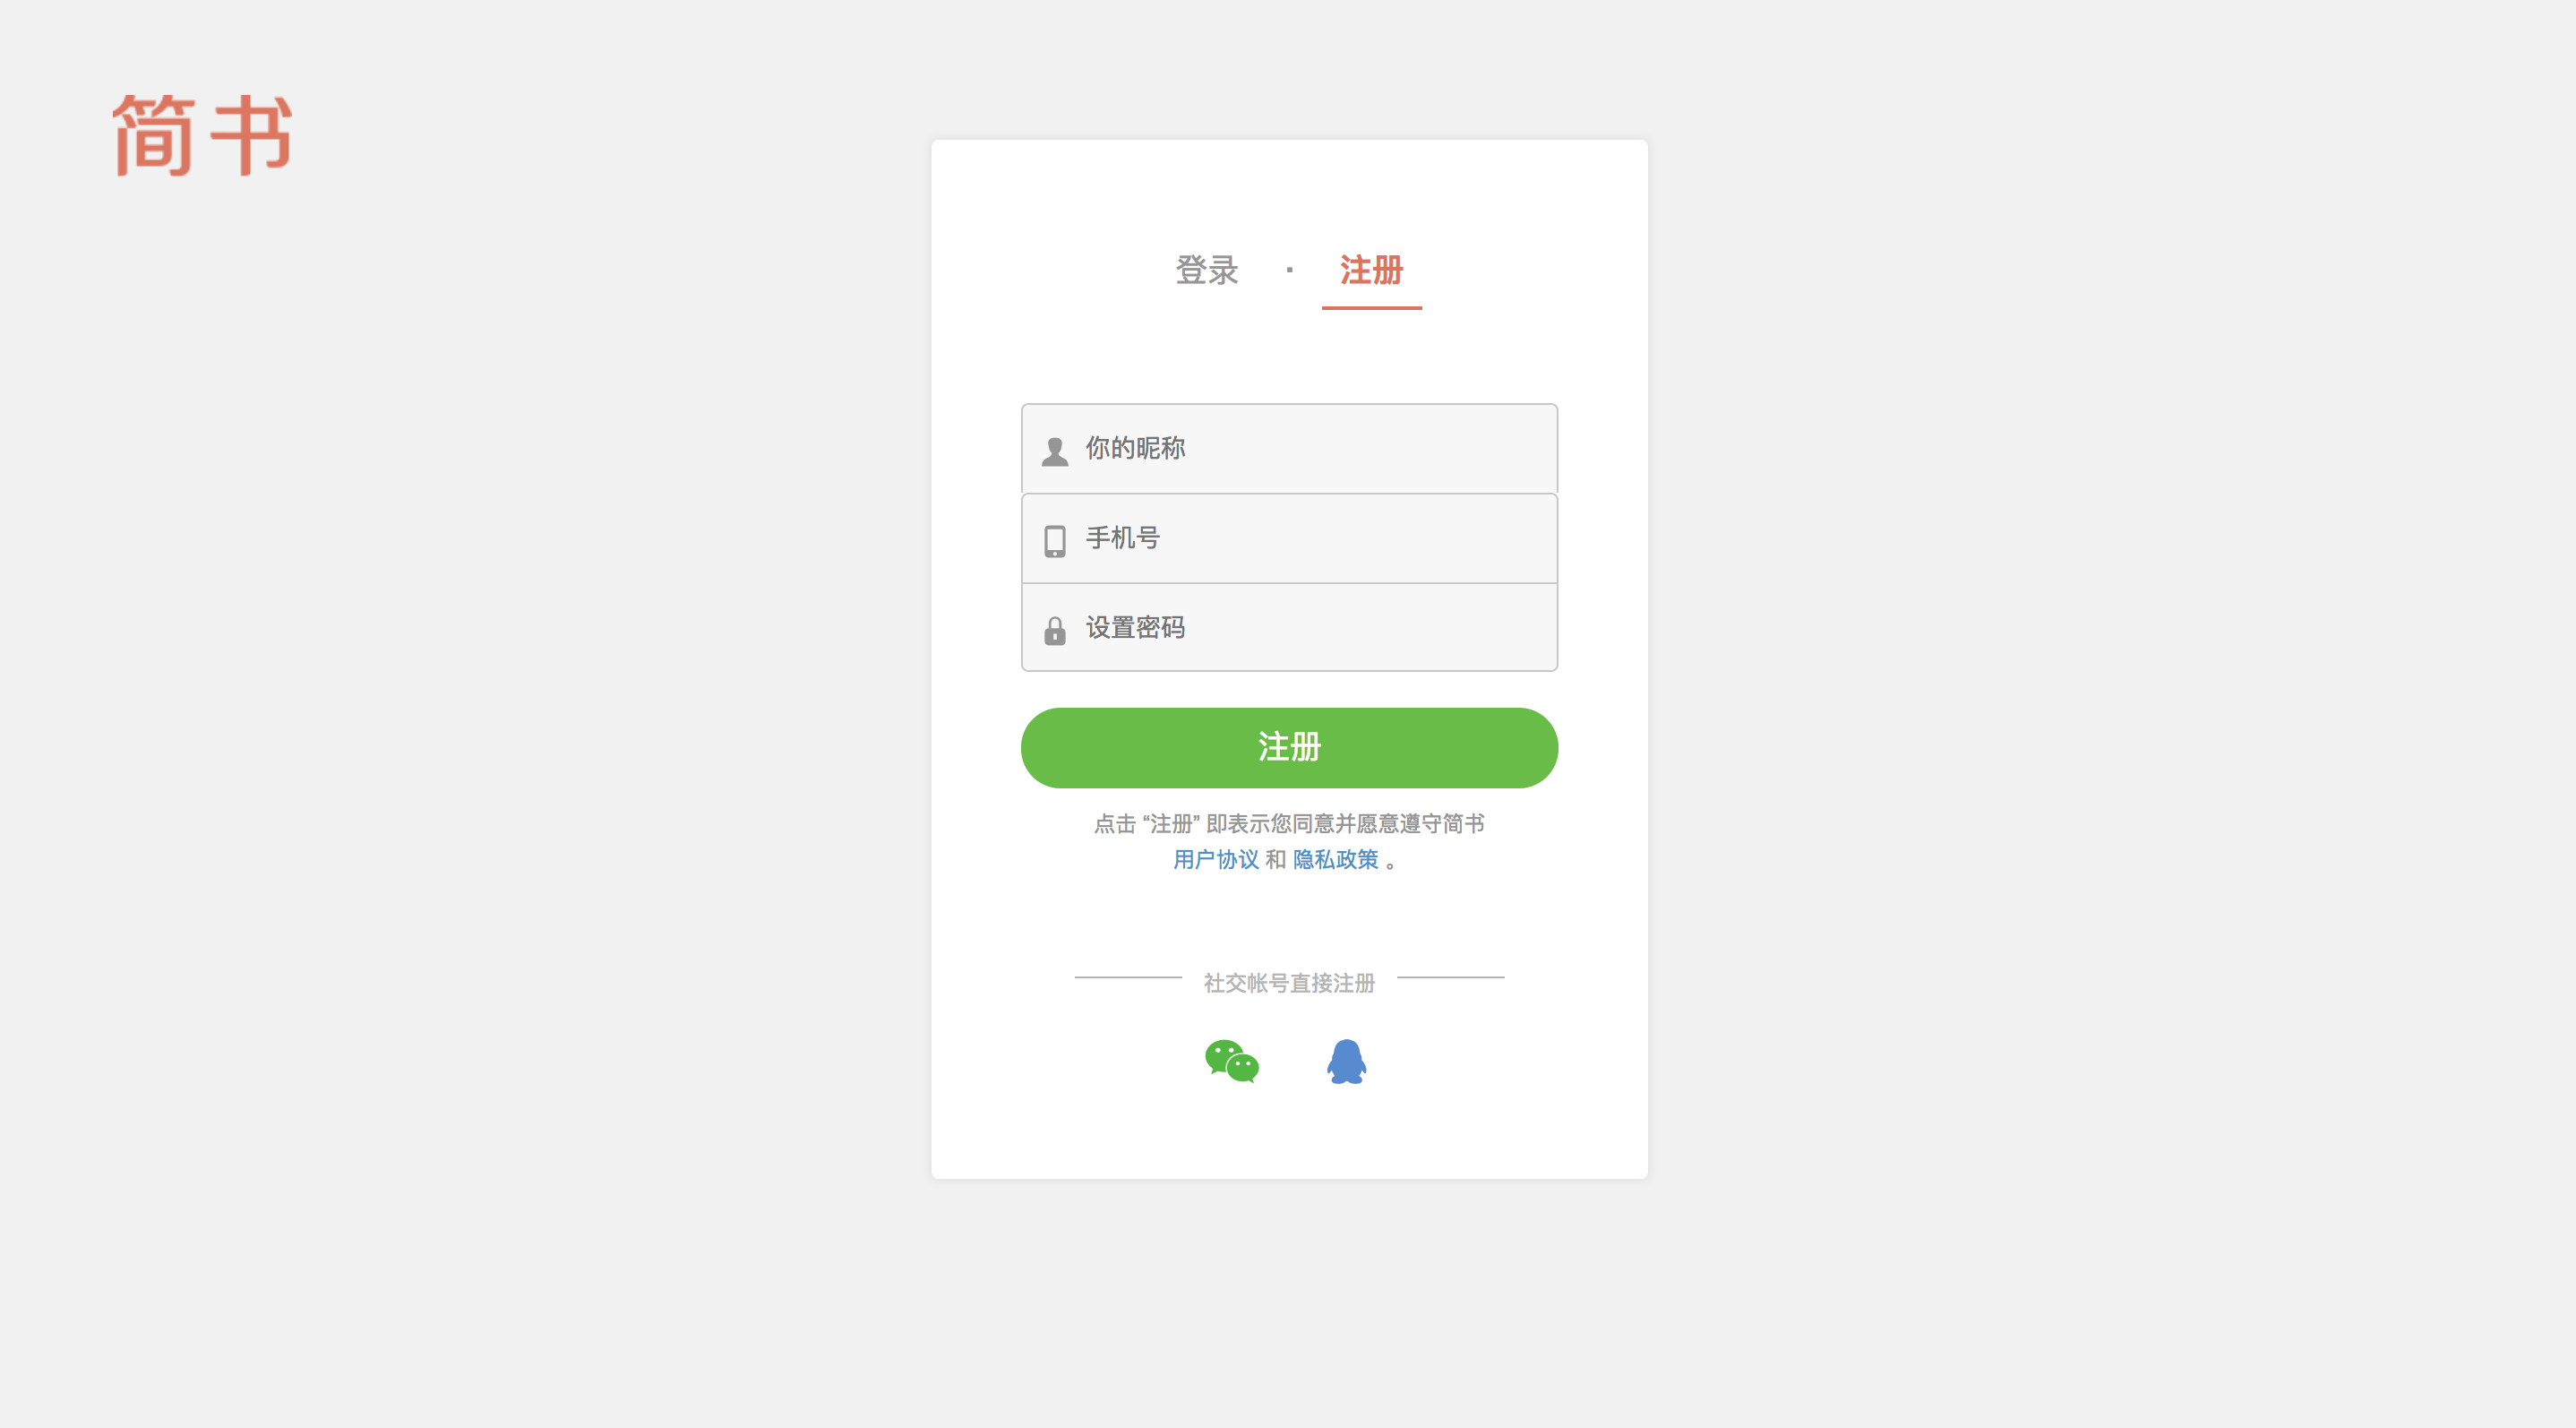 简书
登录 · 注册
你的昵称
手机号
设置密码
注册
点击 “注册” 即表示您同意并愿意遵守简书
用户协议 和 隐私政策 。
社交帐号直接注册